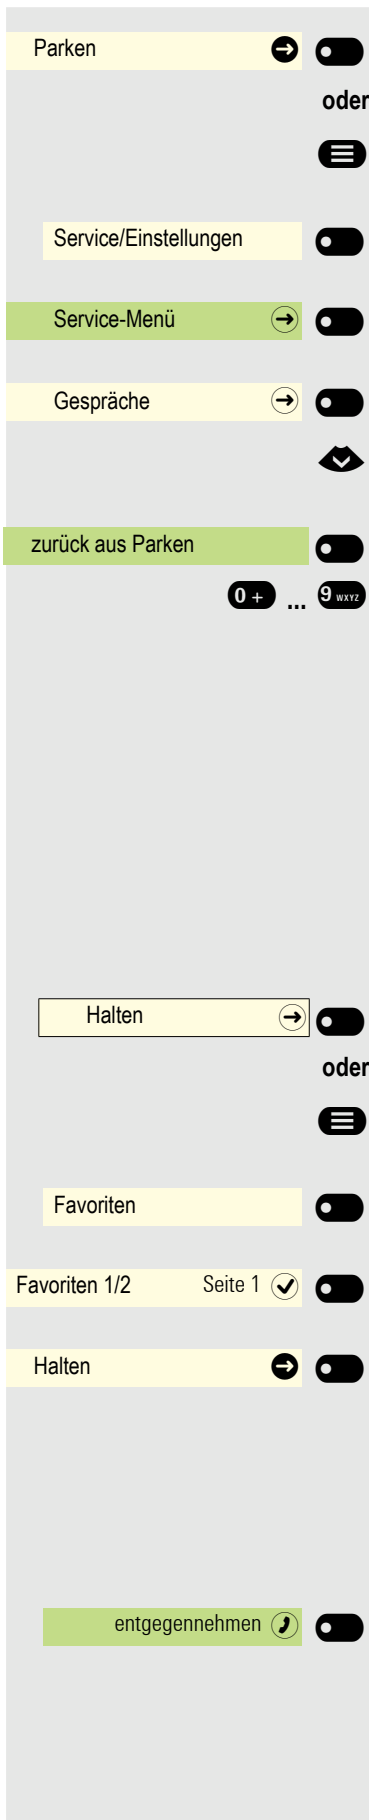 Parken
oder
Service/Einstellungen
Service-Menü
Gespräche
zurück aus Parken
0 + ... 9 WXYZ
Halten
oder
Favoriten
Favoriten 1/2 Seite 1
Halten
entgegennehmen